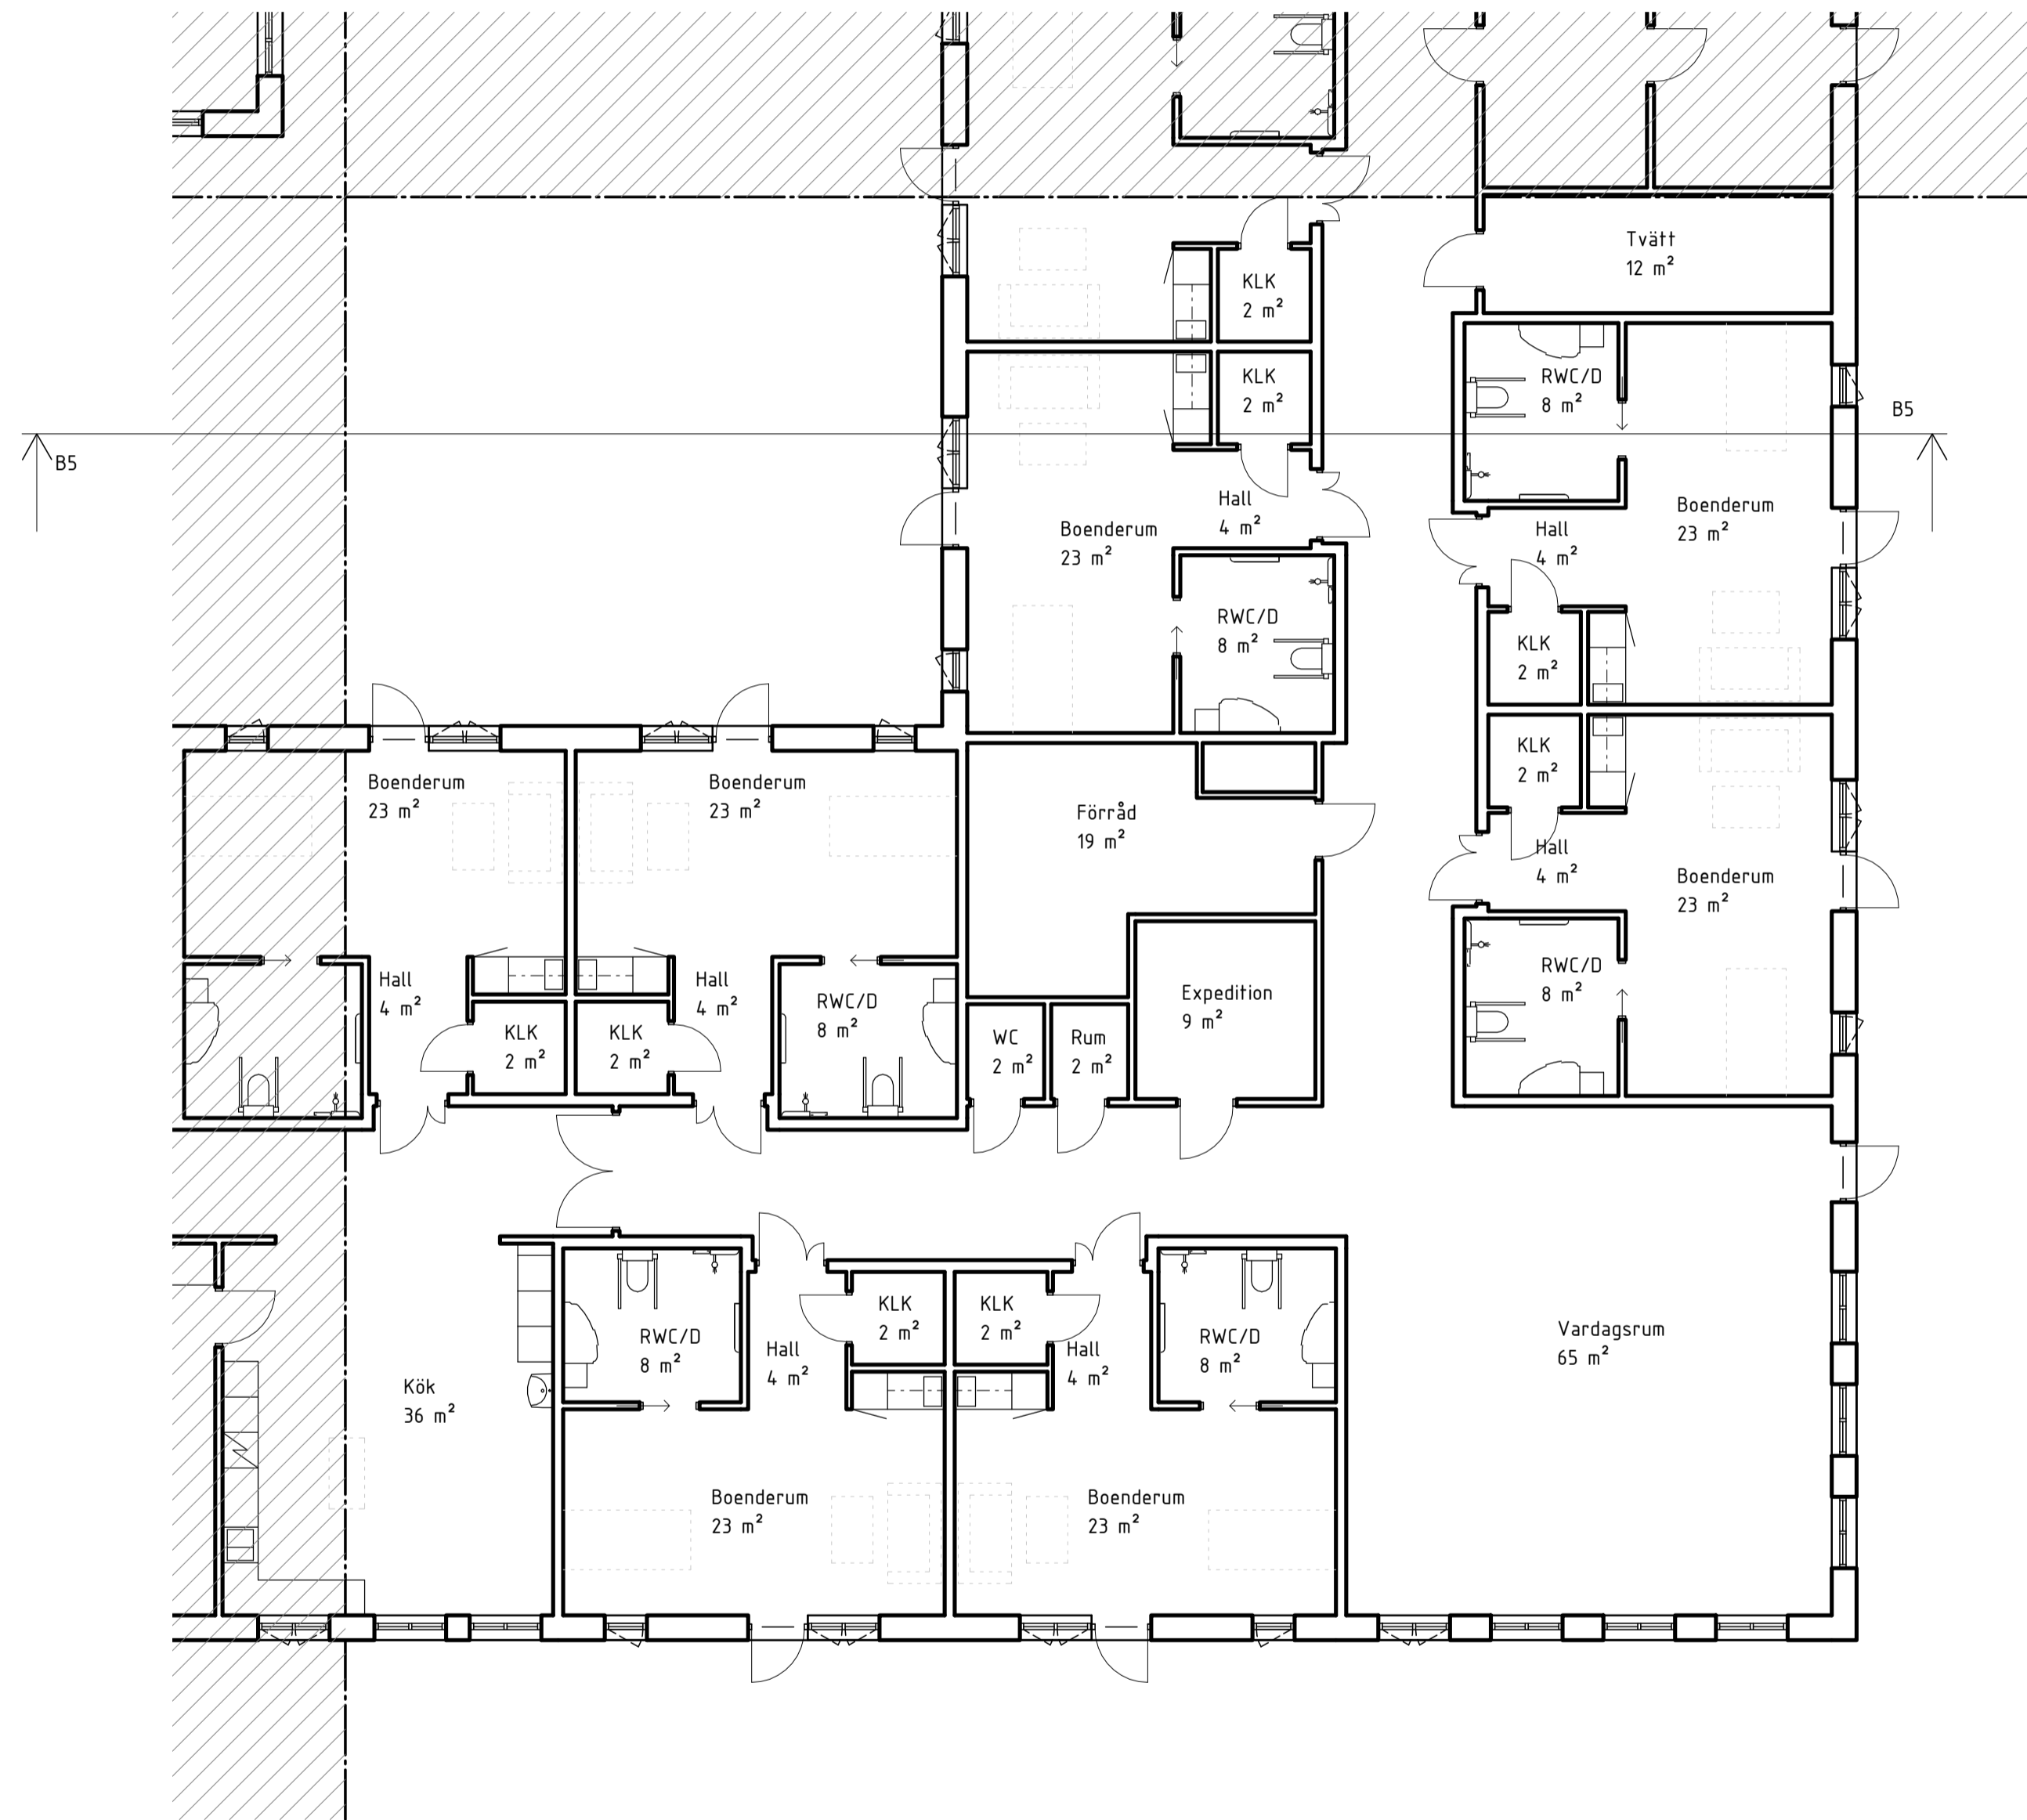 Tvätt
12 m²
KLK
2 m²
KLK
2 m²
RWC/D
8 m²
B5
B5
Hall
4 m²
Boenderum
23 m²
Boenderum
23 m²
Hall
4 m²
RWC/D
8 m²
KLK
2 m²
KLK
2 m²
Boenderum
23 m²
Boenderum
23 m²
Förråd
19 m²
Hall
4 m²
Boenderum
23 m²
Hall
4 m²
Hall
4 m²
RWC/D
8 m²
RWC/D
8 m²
Expedition
9 m²
KLK
2 m²
KLK
2 m²
WC
2 m²
Rum
2 m²
KLK
2 m²
KLK
2 m²
RWC/D
8 m²
Hall
4 m²
Hall
4 m²
RWC/D
8 m²
Vardagsrum
65 m²
Kök
36 m²
Boenderum
23 m²
Boenderum
23 m²